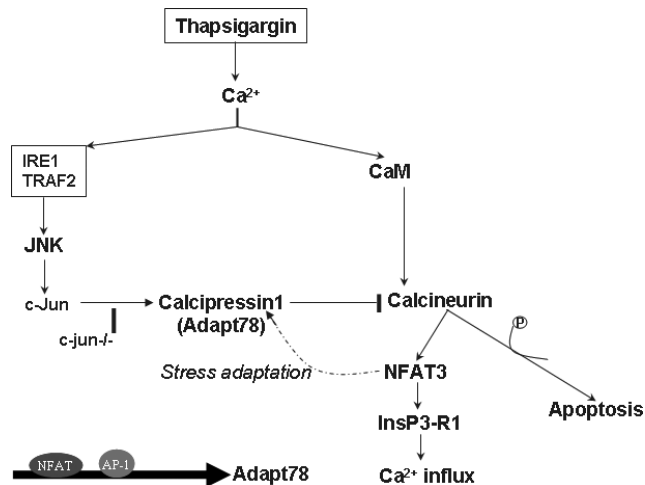 Thapsigargin
Ca²⁺
IRE1
TRAF2
CaM
JNK
c-Jun
Calcipressin1
(Adapt78)
Calcineurin
c-jun-/-
P
Stress adaptation
NFAT3
Apoptosis
InsP3-R1
NFAT
AP-1
Adapt78
Ca²⁺ influx